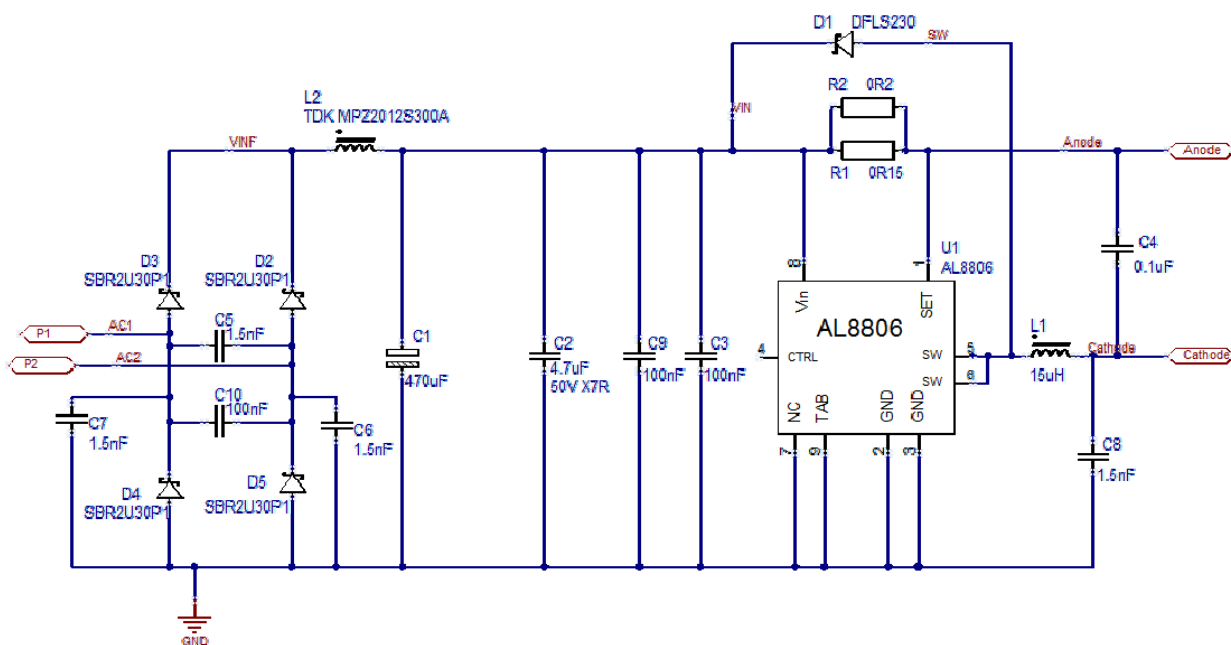 D1 DFLS230
SW
R2 0R2
VIN
L2
TDK MPZ2012S300A
VINF
Anode
Anode
R1 0R15
D3
SBR2U30P1
D2
SBR2U30P1
8
1
U1
AL8806
C4
0.1uF
Vin
SET
P1
AC1
C5
1.5nF
C1
470uF
AL8806
L1
P2
AC2
C2
4.7uF
50V X7R
C9
100nF
C3
100nF
4
CTRL
SW
5
SW
6
15uH
Cathode
Cathode
C10
100nF
C7
1.5nF
C6
1.5nF
NC
TAB
GND
GND
7
9
2
3
C8
1.5nF
D4
SBR2U30P1
D5
SBR2U30P1
GND